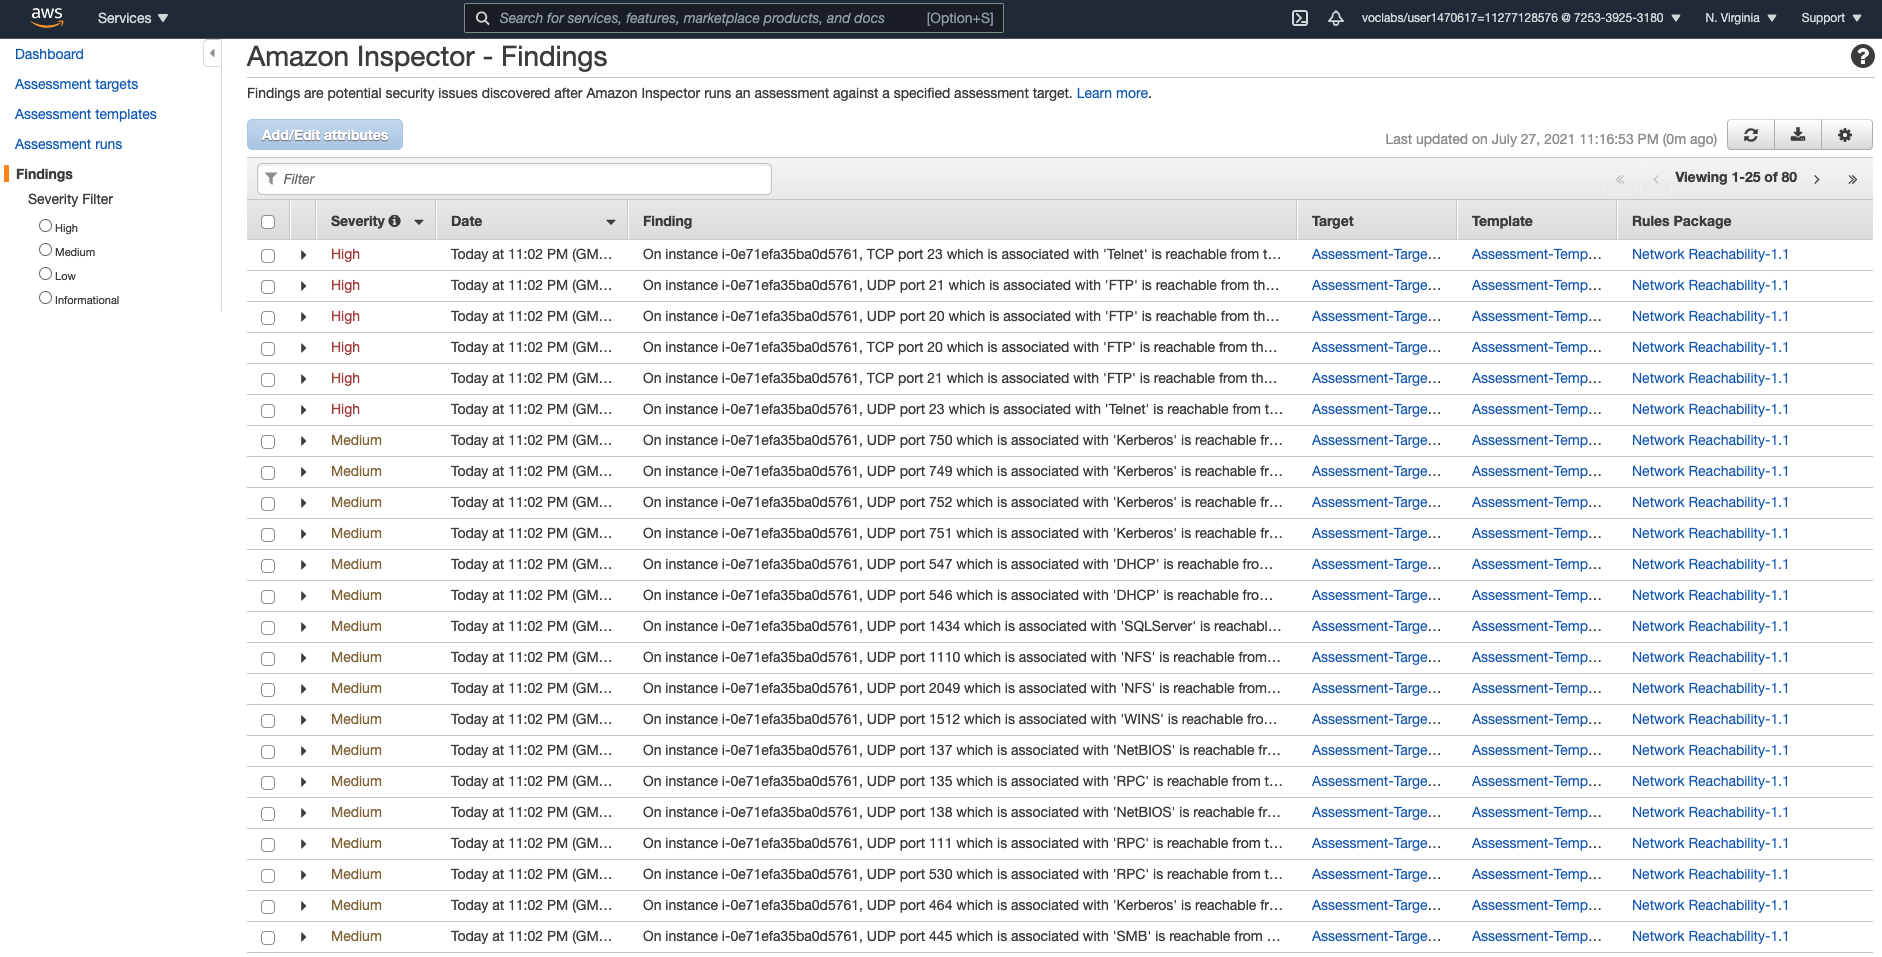 aws
Services
Search for services, features, marketplace products, and docs [Option+S]
voclabs/user1470617=11277128576 @ 7253-3925-3180
N. Virginia
Support
Dashboard
Assessment targets
Assessment templates
Assessment runs
Findings
Severity Filter
High
Medium
Low
Informational
Amazon Inspector - Findings
Findings are potential security issues discovered after Amazon Inspector runs an assessment against a specified assessment target. Learn more.
Add/Edit attributes
Last updated on July 27, 2021 11:16:53 PM (0m ago)
Filter
« ‹ Viewing 1-25 of 80 › »
Severity Date Finding Target Template Rules Package
High Today at 11:02 PM (GM... On instance i-0e71efa35ba0d5761, TCP port 23 which is associated with 'Telnet' is reachable from t... Assessment-Targe... Assessment-Temp... Network Reachability-1.1
High Today at 11:02 PM (GM... On instance i-0e71efa35ba0d5761, UDP port 21 which is associated with 'FTP' is reachable from th... Assessment-Targe... Assessment-Temp... Network Reachability-1.1
High Today at 11:02 PM (GM... On instance i-0e71efa35ba0d5761, UDP port 20 which is associated with 'FTP' is reachable from th... Assessment-Targe... Assessment-Temp... Network Reachability-1.1
High Today at 11:02 PM (GM... On instance i-0e71efa35ba0d5761, TCP port 20 which is associated with 'FTP' is reachable from th... Assessment-Targe... Assessment-Temp... Network Reachability-1.1
High Today at 11:02 PM (GM... On instance i-0e71efa35ba0d5761, TCP port 21 which is associated with 'FTP' is reachable from th... Assessment-Targe... Assessment-Temp... Network Reachability-1.1
High Today at 11:02 PM (GM... On instance i-0e71efa35ba0d5761, UDP port 23 which is associated with 'Telnet' is reachable from t... Assessment-Targe... Assessment-Temp... Network Reachability-1.1
Medium Today at 11:02 PM (GM... On instance i-0e71efa35ba0d5761, UDP port 750 which is associated with 'Kerberos' is reachable fr... Assessment-Targe... Assessment-Temp... Network Reachability-1.1
Medium Today at 11:02 PM (GM... On instance i-0e71efa35ba0d5761, UDP port 749 which is associated with 'Kerberos' is reachable fr... Assessment-Targe... Assessment-Temp... Network Reachability-1.1
Medium Today at 11:02 PM (GM... On instance i-0e71efa35ba0d5761, UDP port 752 which is associated with 'Kerberos' is reachable fr... Assessment-Targe... Assessment-Temp... Network Reachability-1.1
Medium Today at 11:02 PM (GM... On instance i-0e71efa35ba0d5761, UDP port 751 which is associated with 'Kerberos' is reachable fr... Assessment-Targe... Assessment-Temp... Network Reachability-1.1
Medium Today at 11:02 PM (GM... On instance i-0e71efa35ba0d5761, UDP port 547 which is associated with 'DHCP' is reachable fro... Assessment-Targe... Assessment-Temp... Network Reachability-1.1
Medium Today at 11:02 PM (GM... On instance i-0e71efa35ba0d5761, UDP port 546 which is associated with 'DHCP' is reachable fro... Assessment-Targe... Assessment-Temp... Network Reachability-1.1
Medium Today at 11:02 PM (GM... On instance i-0e71efa35ba0d5761, UDP port 1434 which is associated with 'SQLServer' is reachabl... Assessment-Targe... Assessment-Temp... Network Reachability-1.1
Medium Today at 11:02 PM (GM... On instance i-0e71efa35ba0d5761, UDP port 1110 which is associated with 'NFS' is reachable from... Assessment-Targe... Assessment-Temp... Network Reachability-1.1
Medium Today at 11:02 PM (GM... On instance i-0e71efa35ba0d5761, UDP port 2049 which is associated with 'NFS' is reachable from... Assessment-Targe... Assessment-Temp... Network Reachability-1.1
Medium Today at 11:02 PM (GM... On instance i-0e71efa35ba0d5761, UDP port 1512 which is associated with 'WINS' is reachable fro... Assessment-Targe... Assessment-Temp... Network Reachability-1.1
Medium Today at 11:02 PM (GM... On instance i-0e71efa35ba0d5761, UDP port 137 which is associated with 'NetBIOS' is reachable fr... Assessment-Targe... Assessment-Temp... Network Reachability-1.1
Medium Today at 11:02 PM (GM... On instance i-0e71efa35ba0d5761, UDP port 135 which is associated with 'RPC' is reachable from t... Assessment-Targe... Assessment-Temp... Network Reachability-1.1
Medium Today at 11:02 PM (GM... On instance i-0e71efa35ba0d5761, UDP port 138 which is associated with 'NetBIOS' is reachable fr... Assessment-Targe... Assessment-Temp... Network Reachability-1.1
Medium Today at 11:02 PM (GM... On instance i-0e71efa35ba0d5761, UDP port 111 which is associated with 'RPC' is reachable from t... Assessment-Targe... Assessment-Temp... Network Reachability-1.1
Medium Today at 11:02 PM (GM... On instance i-0e71efa35ba0d5761, UDP port 530 which is associated with 'RPC' is reachable from t... Assessment-Targe... Assessment-Temp... Network Reachability-1.1
Medium Today at 11:02 PM (GM... On instance i-0e71efa35ba0d5761, UDP port 464 which is associated with 'Kerberos' is reachable fr... Assessment-Targe... Assessment-Temp... Network Reachability-1.1
Medium Today at 11:02 PM (GM... On instance i-0e71efa35ba0d5761, UDP port 445 which is associated with 'SMB' is reachable from ... Assessment-Targe... Assessment-Temp... Network Reachability-1.1